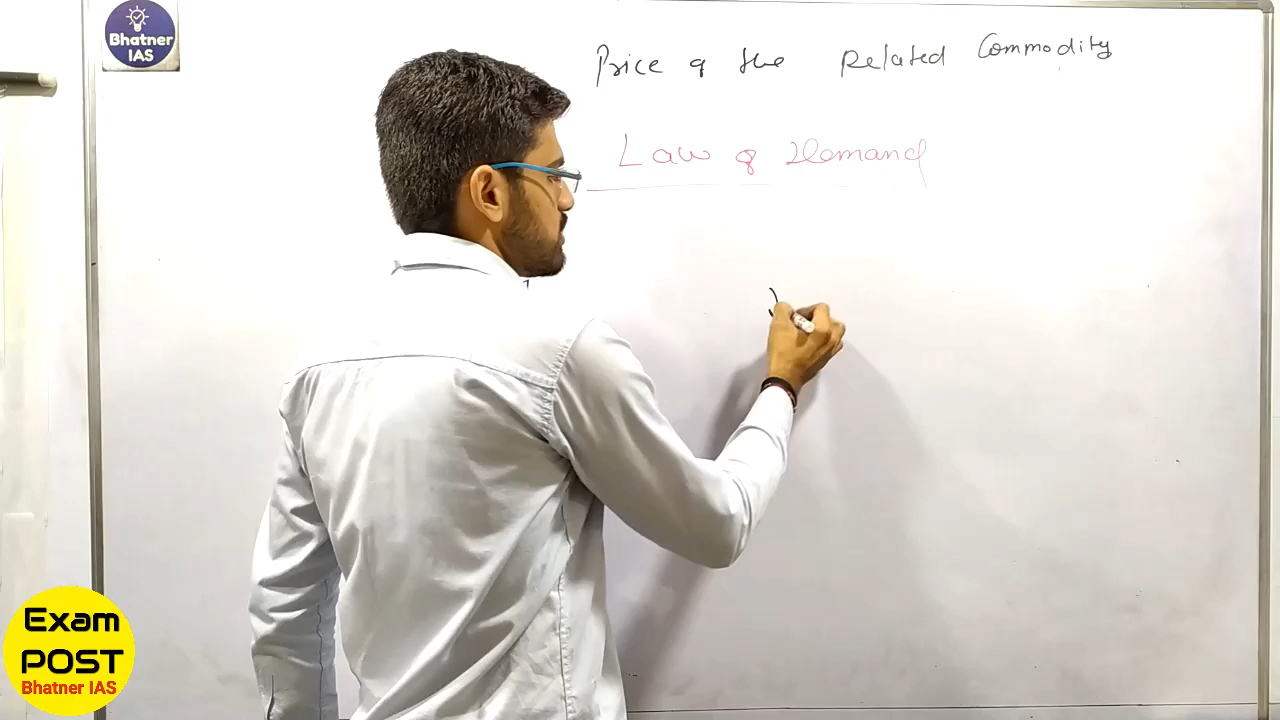 Bhatner
IAS
Price of the Related Commodity
Law of Demand
Exam
POST
Bhatner IAS